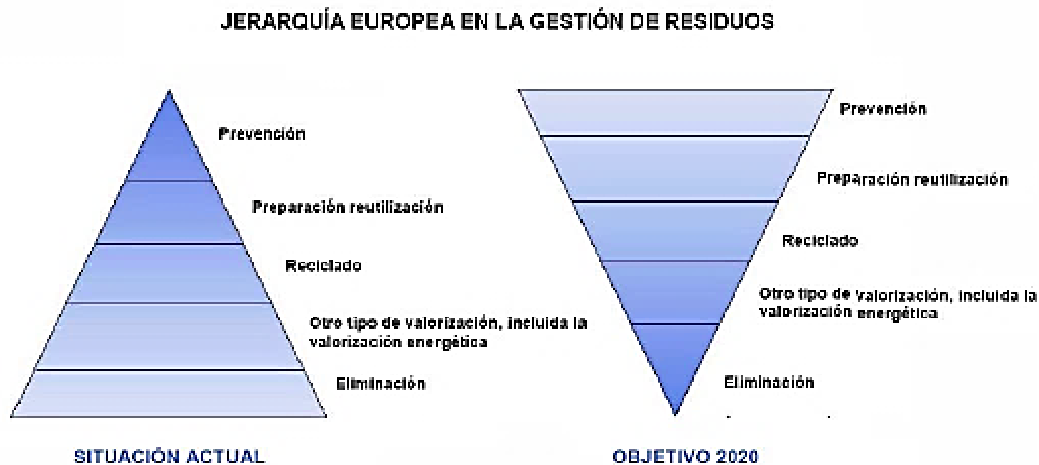 JERARQUÍA EUROPEA EN LA GESTIÓN DE RESIDUOS
Prevención
Preparación reutilización
Reciclado
Otro tipo de valorización, incluida la
valorización energética
Eliminación
SITUACIÓN ACTUAL
Prevención
Preparación reutilización
Reciclado
Otro tipo de valorización, incluida la
valorización energética
Eliminación
OBJETIVO 2020